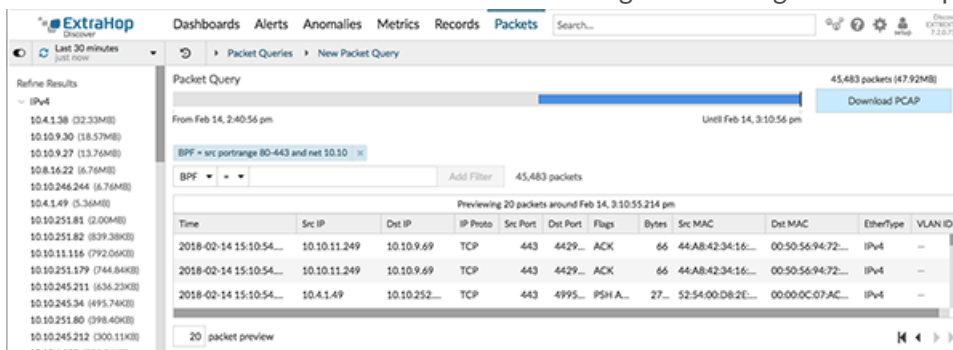 ExtraHop
Discover
Dashboards Alerts Anomalies Metrics Records Packets Search...
setup
Last 30 minutes
just now
Packet Queries New Packet Query
Refine Results
IPv4
10.4.1.38 (32.33MB)
10.10.9.30 (18.57MB)
10.10.9.27 (13.76MB)
10.8.16.22 (6.76MB)
10.10.246.244 (6.76MB)
10.4.1.49 (5.36MB)
10.10.251.81 (2.00MB)
10.10.251.82 (839.38KB)
10.10.11.116 (792.06KB)
10.10.251.179 (744.84KB)
10.10.245.211 (636.23KB)
10.10.245.34 (495.74KB)
10.10.251.80 (398.40KB)
10.10.245.212 (300.11KB)
Packet Query
45,483 packets (47.92MB)
Download PCAP
From Feb 14, 2:40:56 pm
Until Feb 14, 3:10:56 pm
BPF = src portrange 80-443 and net 10.10 ×
BPF = Add Filter 45,483 packets
Previewing 20 packets around Feb 14, 3:10:55.214 pm
Time Src IP Dst IP IP Proto Src Port Dst Port Flags Bytes Src MAC Dst MAC EtherType VLAN ID
2018-02-14 15:10:54.... 10.10.11.249 10.10.9.69 TCP 443 4429... ACK 66 44:A8:42:34:16:... 00:50:56:94:72:... IPv4 --
2018-02-14 15:10:54.... 10.10.11.249 10.10.9.69 TCP 443 4429... ACK 66 44:A8:42:34:16:... 00:50:56:94:72:... IPv4 --
2018-02-14 15:10:54.... 10.4.1.49 10.10.252.... TCP 443 4995... PSH A... 27... 52:54:00:D8:2E:... 00:00:0C:07:AC... IPv4 --
20 packet preview